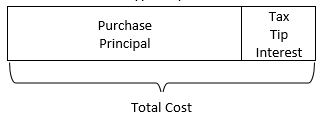 Purchase
Principal
Tax
Tip
Interest
Total Cost